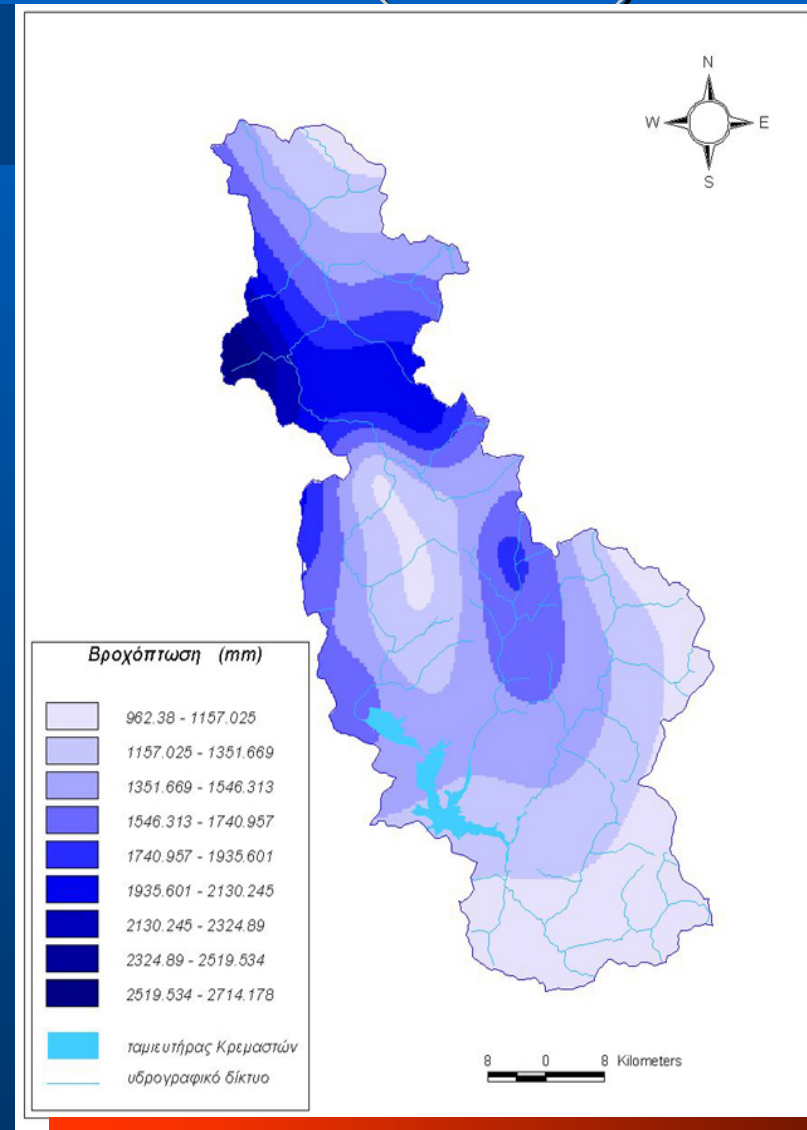 N
W E
S
Βροχόπτωση (mm)
962.38 - 1157.025
1157.025 - 1351.669
1351.669 - 1546.313
1546.313 - 1740.957
1740.957 - 1935.601
1935.601 - 2130.245
2130.245 - 2324.89
2324.89 - 2519.534
2519.534 - 2714.178
ταμιευτήρας Κρεμαστών
υδρογραφικό δίκτυο
8 0 8 Kilometers